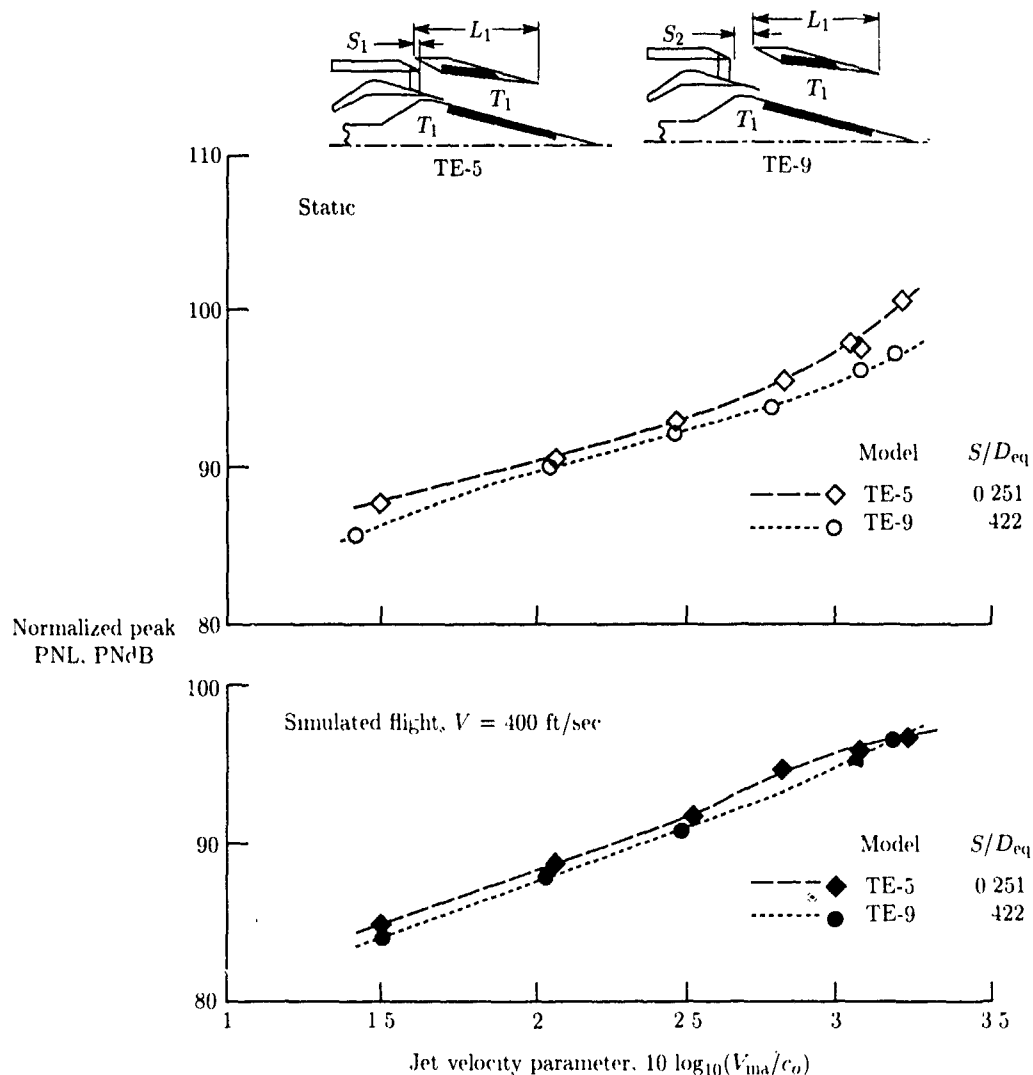 S₁ L₁ S₂ L₁
T₁ T₁
T₁ T₁
TE-5 TE-9
110
Static
100
Model S/Deq
90
TE-5 0 251
TE-9 422
80
Normalized peak
PNL, PNdB
100
Simulated flight, V = 400 ft/sec
90
Model S/Deq
TE-5 0 251
TE-9 422
80
1 1 5 2 2 5 3 3 5
Jet velocity parameter, 10 log₁₀(Vma/c₀)